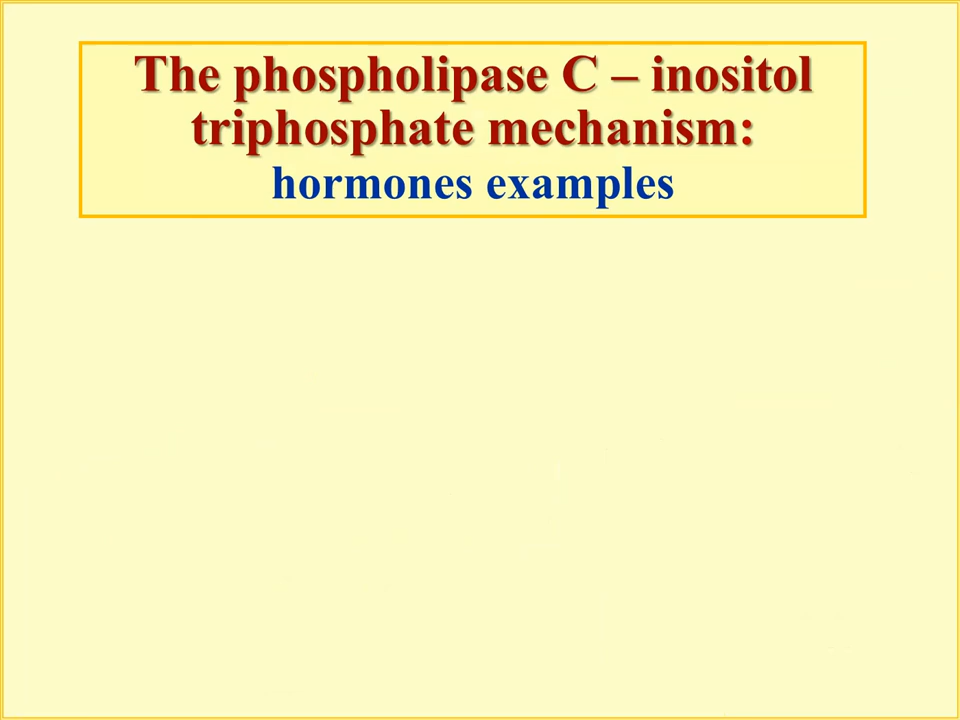 The phospholipase C – inositol
triphosphate mechanism:
hormones examples